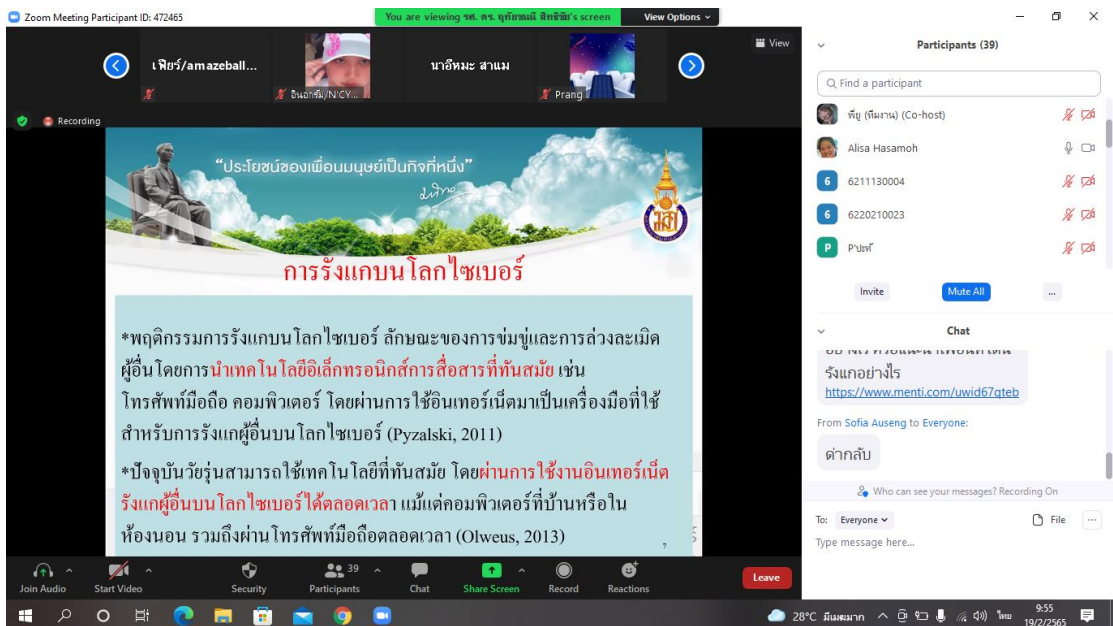 Zoom Meeting Participant ID: 472465
You are viewing รศ. ดร. อุทัยชณี สิทธิชัย's screen
View Options
View
เฟียร์/amazeball...
นาอีหมะ สาแม
Prang
Recording
“ประโยชน์ของเพื่อนมนุษย์เป็นกิจที่หนึ่ง”
การรังแกบนโลกไซเบอร์
*พฤติกรรมการรังแกบนโลกไซเบอร์ ลักษณะของการข่มขู่และการล่วงละเมิด
ผู้อื่นโดยการนำเทคโนโลยีอิเล็กทรอนิกส์การสื่อสารที่ทันสมัย เช่น
โทรศัพท์มือถือ คอมพิวเตอร์ โดยผ่านการใช้อินเทอร์เน็ตมาเป็นเครื่องมือที่ใช้
สำหรับการรังแกผู้อื่นบนโลกไซเบอร์ (Pyzalski, 2011)
*ปัจจุบันวัยรุ่นสามารถใช้เทคโนโลยีที่ทันสมัย โดยผ่านการใช้งานอินเทอร์เน็ต
รังแกผู้อื่นบนโลกไซเบอร์ได้ตลอดเวลา แม้แต่คอมพิวเตอร์ที่บ้านหรือใน
ห้องนอน รวมถึงผ่านโทรศัพท์มือถือตลอดเวลา (Olweus, 2013)
7
Participants (39)
Find a participant
พี่ยู (ทีมงาน) (Co-host)
Alisa Hasamoh
6 6211130004
6 6220210023
P P'ปะห์
Invite
Mute All
...
Chat
รังแกอย่างไร
https://www.menti.com/uwid67qteb
From Sofia Auseng to Everyone:
ด่ากลับ
Who can see your messages? Recording On
To: Everyone
File
...
Type message here...
Join Audio
Start Video
Security
39
Participants
Chat
Share Screen
Record
Reactions
Leave
28°C มีเมฆมาก
ไทย
9:55
19/2/2565